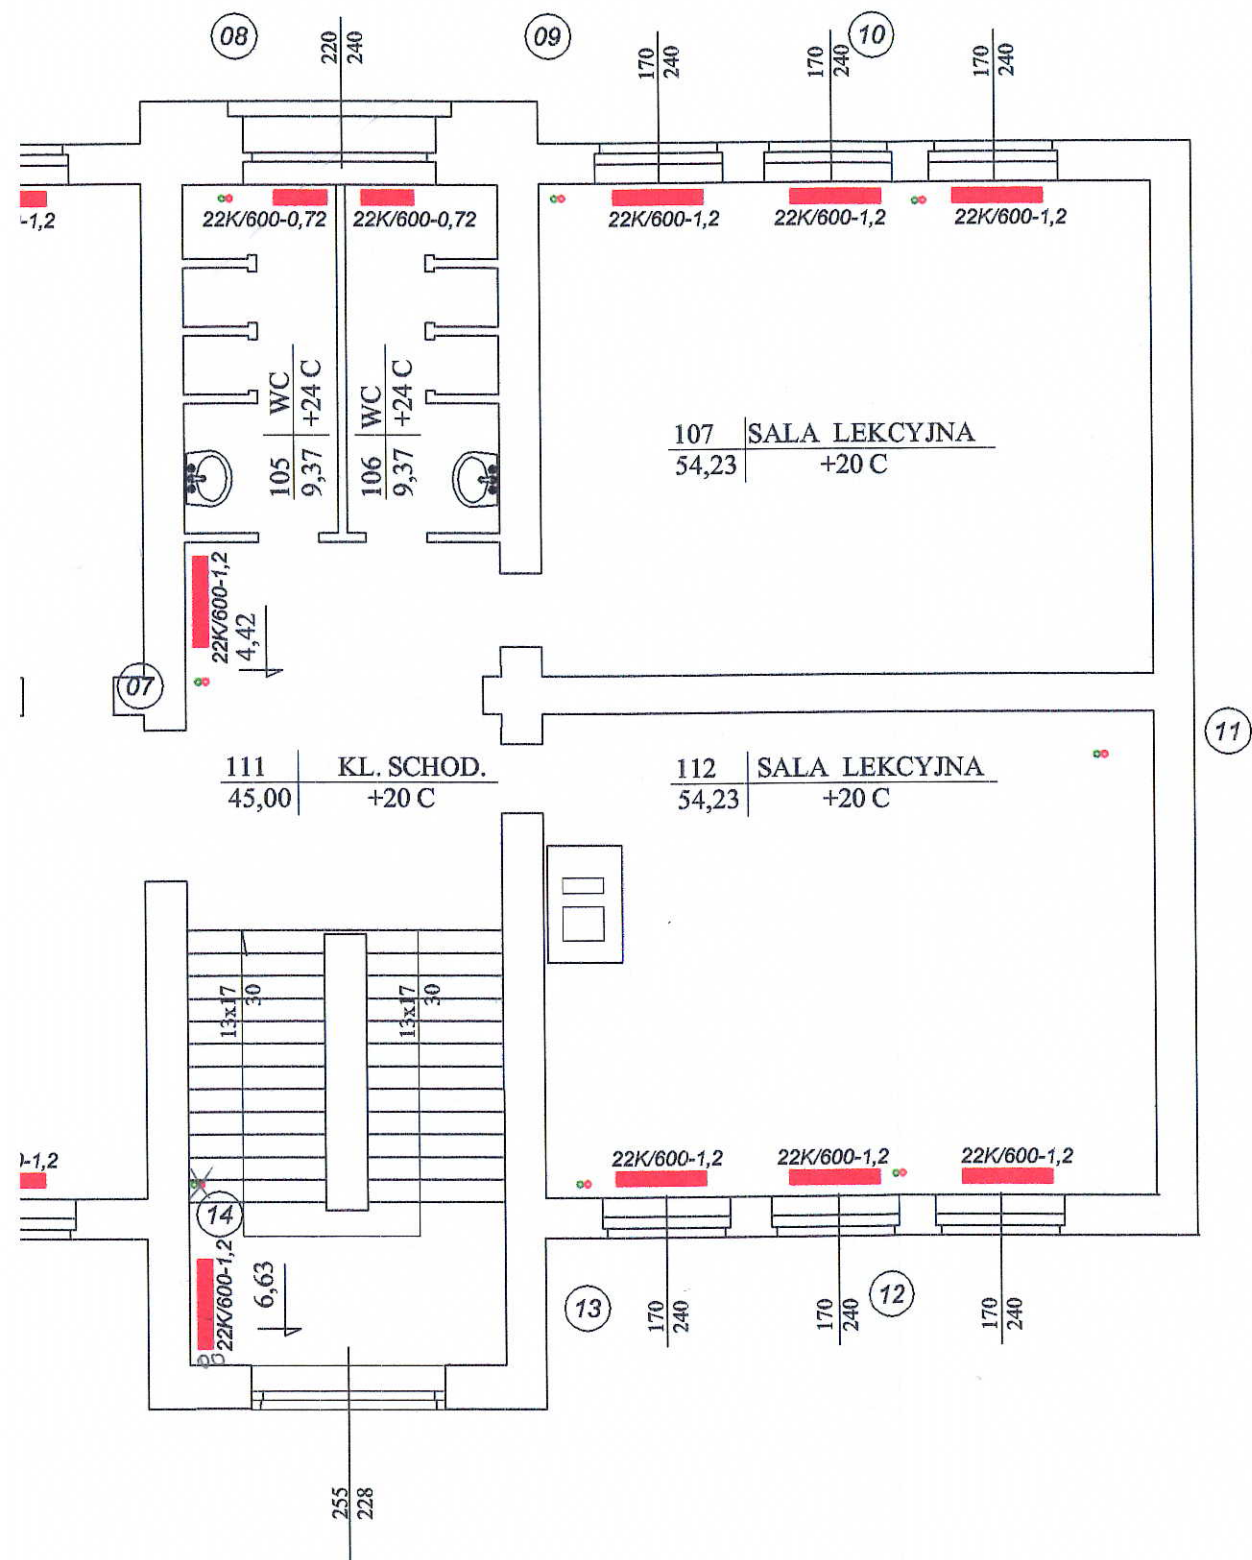 08
220
240
09
170
240
170
240
10
170
240
-1,2
22K/600-0,72
22K/600-0,72
22K/600-1,2
22K/600-1,2
22K/600-1,2
105 WC
9,37 +24 C
106 WC
9,37 +24 C
107 SALA LEKCYJNA
54,23 +20 C
22K/600-1,2
4,42
07
11
111 KL. SCHOD.
45,00 +20 C
112 SALA LEKCYJNA
54,23 +20 C
13x17
30
13x17
30
0-1,2
22K/600-1,2
22K/600-1,2
22K/600-1,2
14
22K/600-1,2
6,63
13
170
240
170
240
12
170
240
255
228